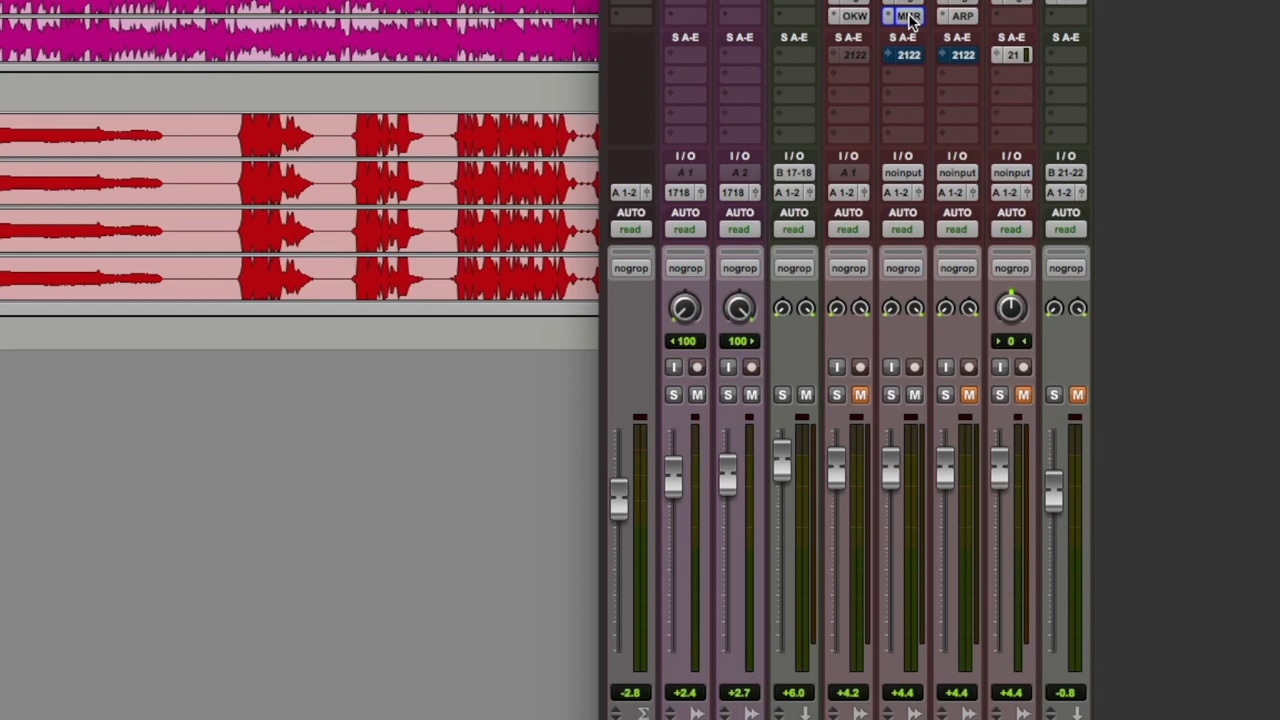 OKW MNR ARP
S A-E S A-E S A-E S A-E S A-E S A-E S A-E S A-E
2122 2122 2122 21
I / O I / O I / O I / O I / O I / O I / O I / O
A 1 A 2 B 17-18 A 1 noinput noinput noinput B 21-22
A 1-2 1718 1718 A 1-2 A 1-2 A 1-2 A 1-2 A 1-2 A 1-2
AUTO AUTO AUTO AUTO AUTO AUTO AUTO AUTO AUTO
read read read read read read read read read
nogrop nogrop nogrop nogrop nogrop nogrop nogrop nogrop nogrop
100 100 0
I I I I I I
S M S M S M S M S M S M S M S M
-2.8 +2.4 +2.7 +6.0 +4.2 +4.4 +4.4 +4.4 -0.8
Σ